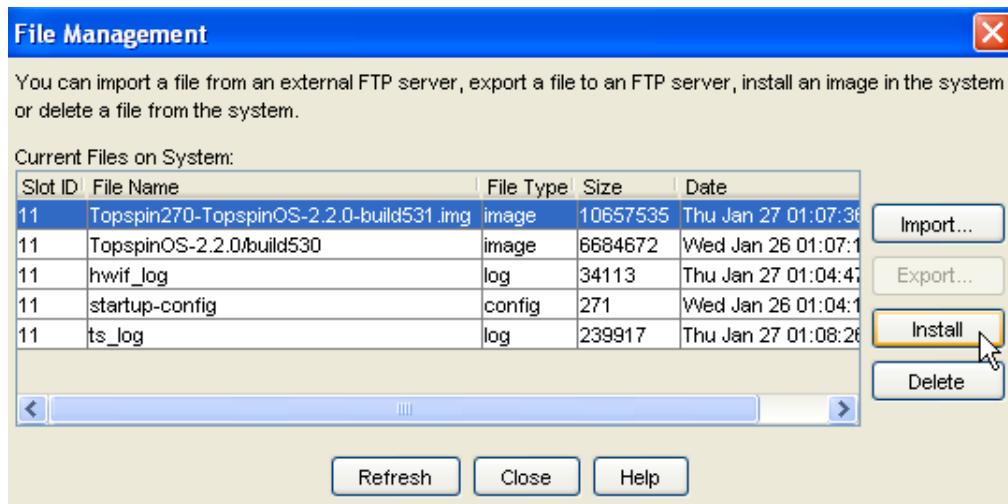 File Management
You can import a file from an external FTP server, export a file to an FTP server, install an image in the system
or delete a file from the system.
Current Files on System:
Slot ID File Name File Type Size Date
11 Topspin270-TopspinOS-2.2.0-build531.img image 10657535 Thu Jan 27 01:07:36
11 TopspinOS-2.2.0/build530 image 6684672 Wed Jan 26 01:07:1
11 hwif_log log 34113 Thu Jan 27 01:04:47
11 startup-config config 271 Wed Jan 26 01:04:1
11 ts_log log 239917 Thu Jan 27 01:08:26
Import...
Export...
Install
Delete
Refresh Close Help